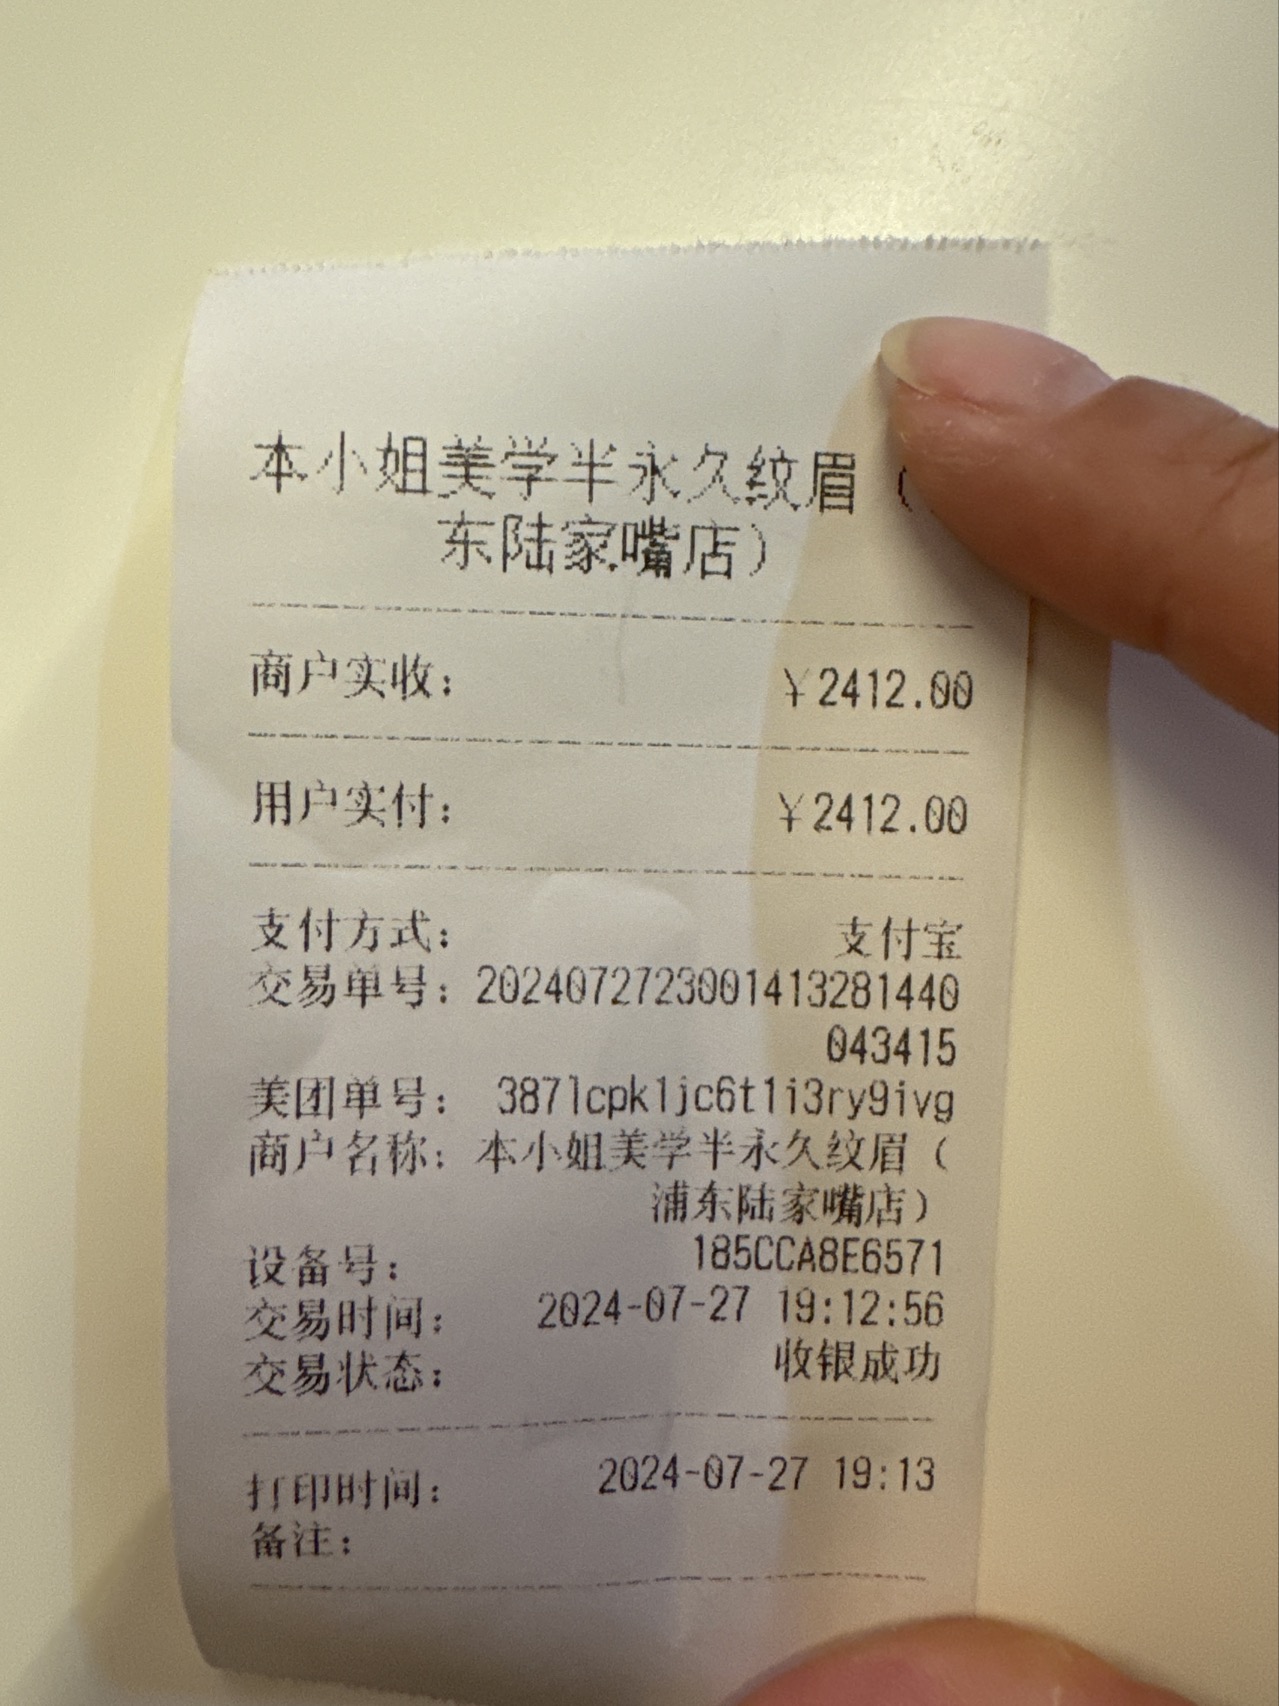 本小姐美学半永久纹眉（
东陆家嘴店）
商户实收： ￥2412.00
用户实付： ￥2412.00
支付方式： 支付宝
交易单号：2024072723001413281440
043415
美团单号： 3871cpk1jc6t1i3ry9ivg
商户名称：本小姐美学半永久纹眉（
浦东陆家嘴店）
设备号： 185CCA8E6571
交易时间： 2024-07-27 19:12:56
交易状态： 收银成功
打印时间： 2024-07-27 19:13
备注：